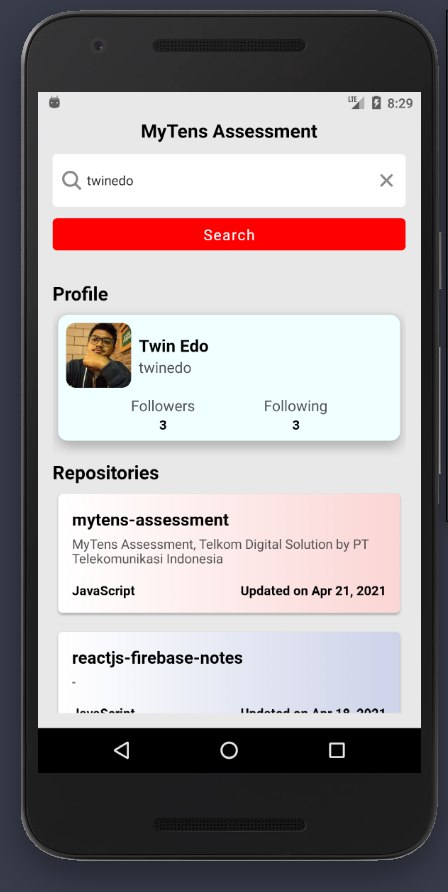 LTE 8:29
MyTens Assessment
twinedo
Search
Profile
Twin Edo
twinedo
Followers Following
3 3
Repositories
mytens-assessment
MyTens Assessment, Telkom Digital Solution by PT
Telekomunikasi Indonesia
JavaScript Updated on Apr 21, 2021
reactjs-firebase-notes
-
JavaScript Updated on Apr 18, 2021